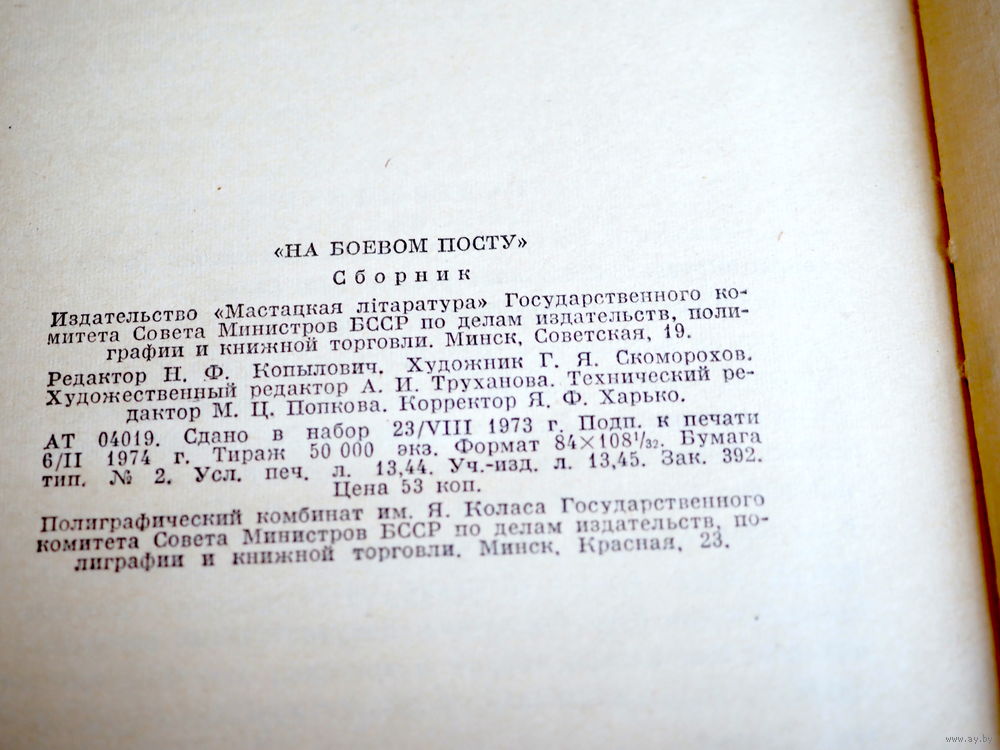 «НА БОЕВОМ ПОСТУ»
Сборник
Издательство «Мастацкая літаратура» Государственного ко-
митета Совета Министров БССР по делам издательств, поли-
графии и книжной торговли. Минск, Советская, 19.
Редактор Н. Ф. Копылович. Художник Г. Я. Скоморохов.
Художественный редактор А. И. Труханова. Технический ре-
дактор М. Ц. Попкова. Корректор Я. Ф. Харько.
АТ 04019. Сдано в набор 23/VIII 1973 г. Подп. к печати
6/II 1974 г. Тираж 50 000 экз. Формат 84×108¹/₃₂. Бумага
тип. № 2. Усл. печ. л. 13,44. Уч.-изд. л. 13,45. Зак. 392.
Цена 53 коп.
Полиграфический комбинат им. Я. Коласа Государственного
комитета Совета Министров БССР по делам издательств, по-
лиграфии и книжной торговли. Минск, Красная, 23.
www.ay.by